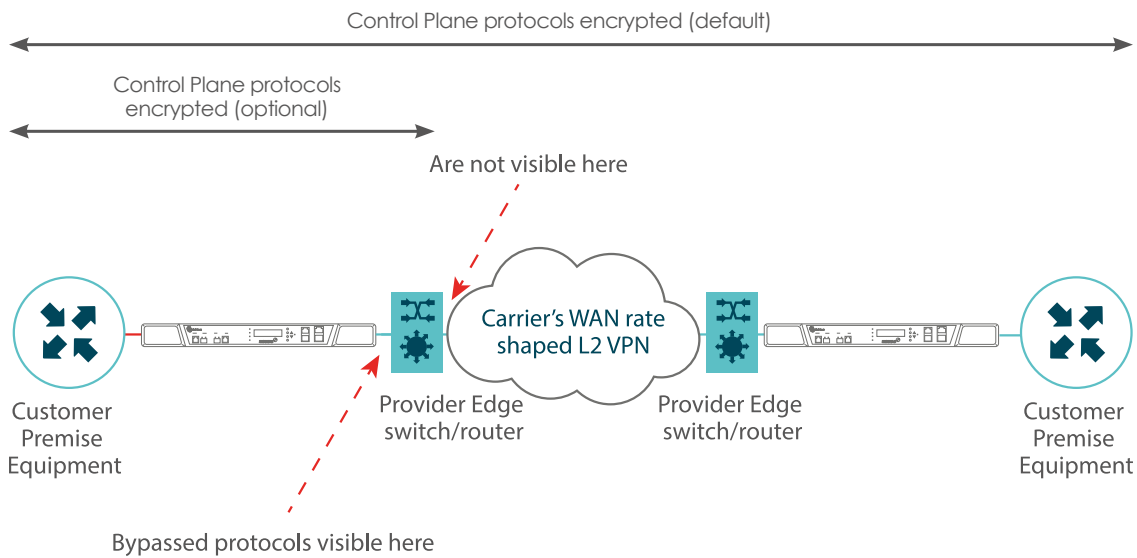 Control Plane protocols encrypted (default)
Control Plane protocols
encrypted (optional)
Are not visible here
Carrier's WAN rate
shaped L2 VPN
Customer
Premise
Equipment
Provider Edge
switch/router
Provider Edge
switch/router
Customer
Premise
Equipment
Bypassed protocols visible here